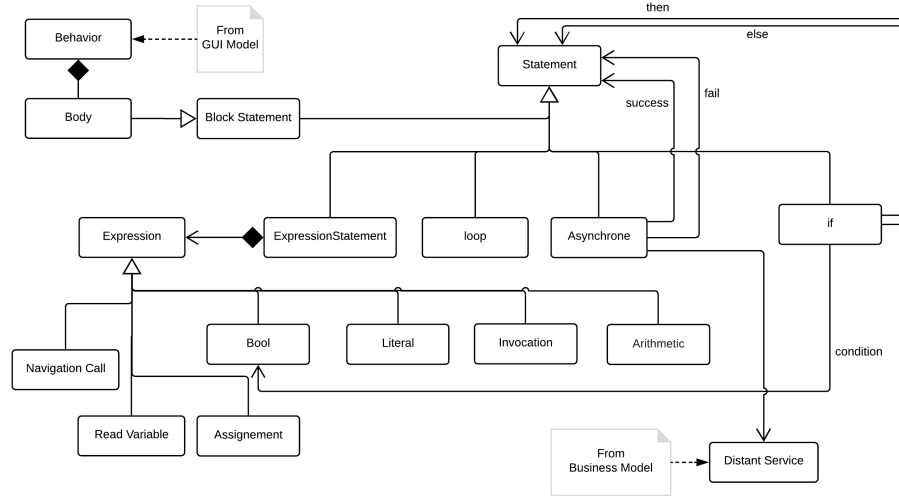 then
From
GUI Model
Behavior
else
Statement
fail
success
Body
Block Statement
Expression
ExpressionStatement
loop
Asynchrone
if
Bool
Literal
Invocation
Arithmetic
condition
Navigation Call
Read Variable
Assignement
From
Business Model
Distant Service